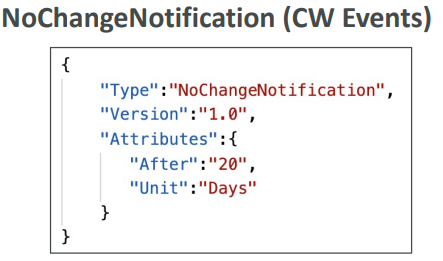 NoChangeNotification (CW Events)
{
"Type":"NoChangeNotification",
"Version":"1.0",
"Attributes":{
"After":"20",
"Unit":"Days"
}
}